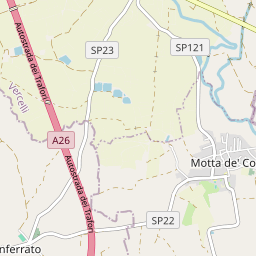 Autostrada dei Trafori
SP23
SP121
Vercelli
A26
Autostrada dei Trafori
Motta de' Co
SP22
nferrato